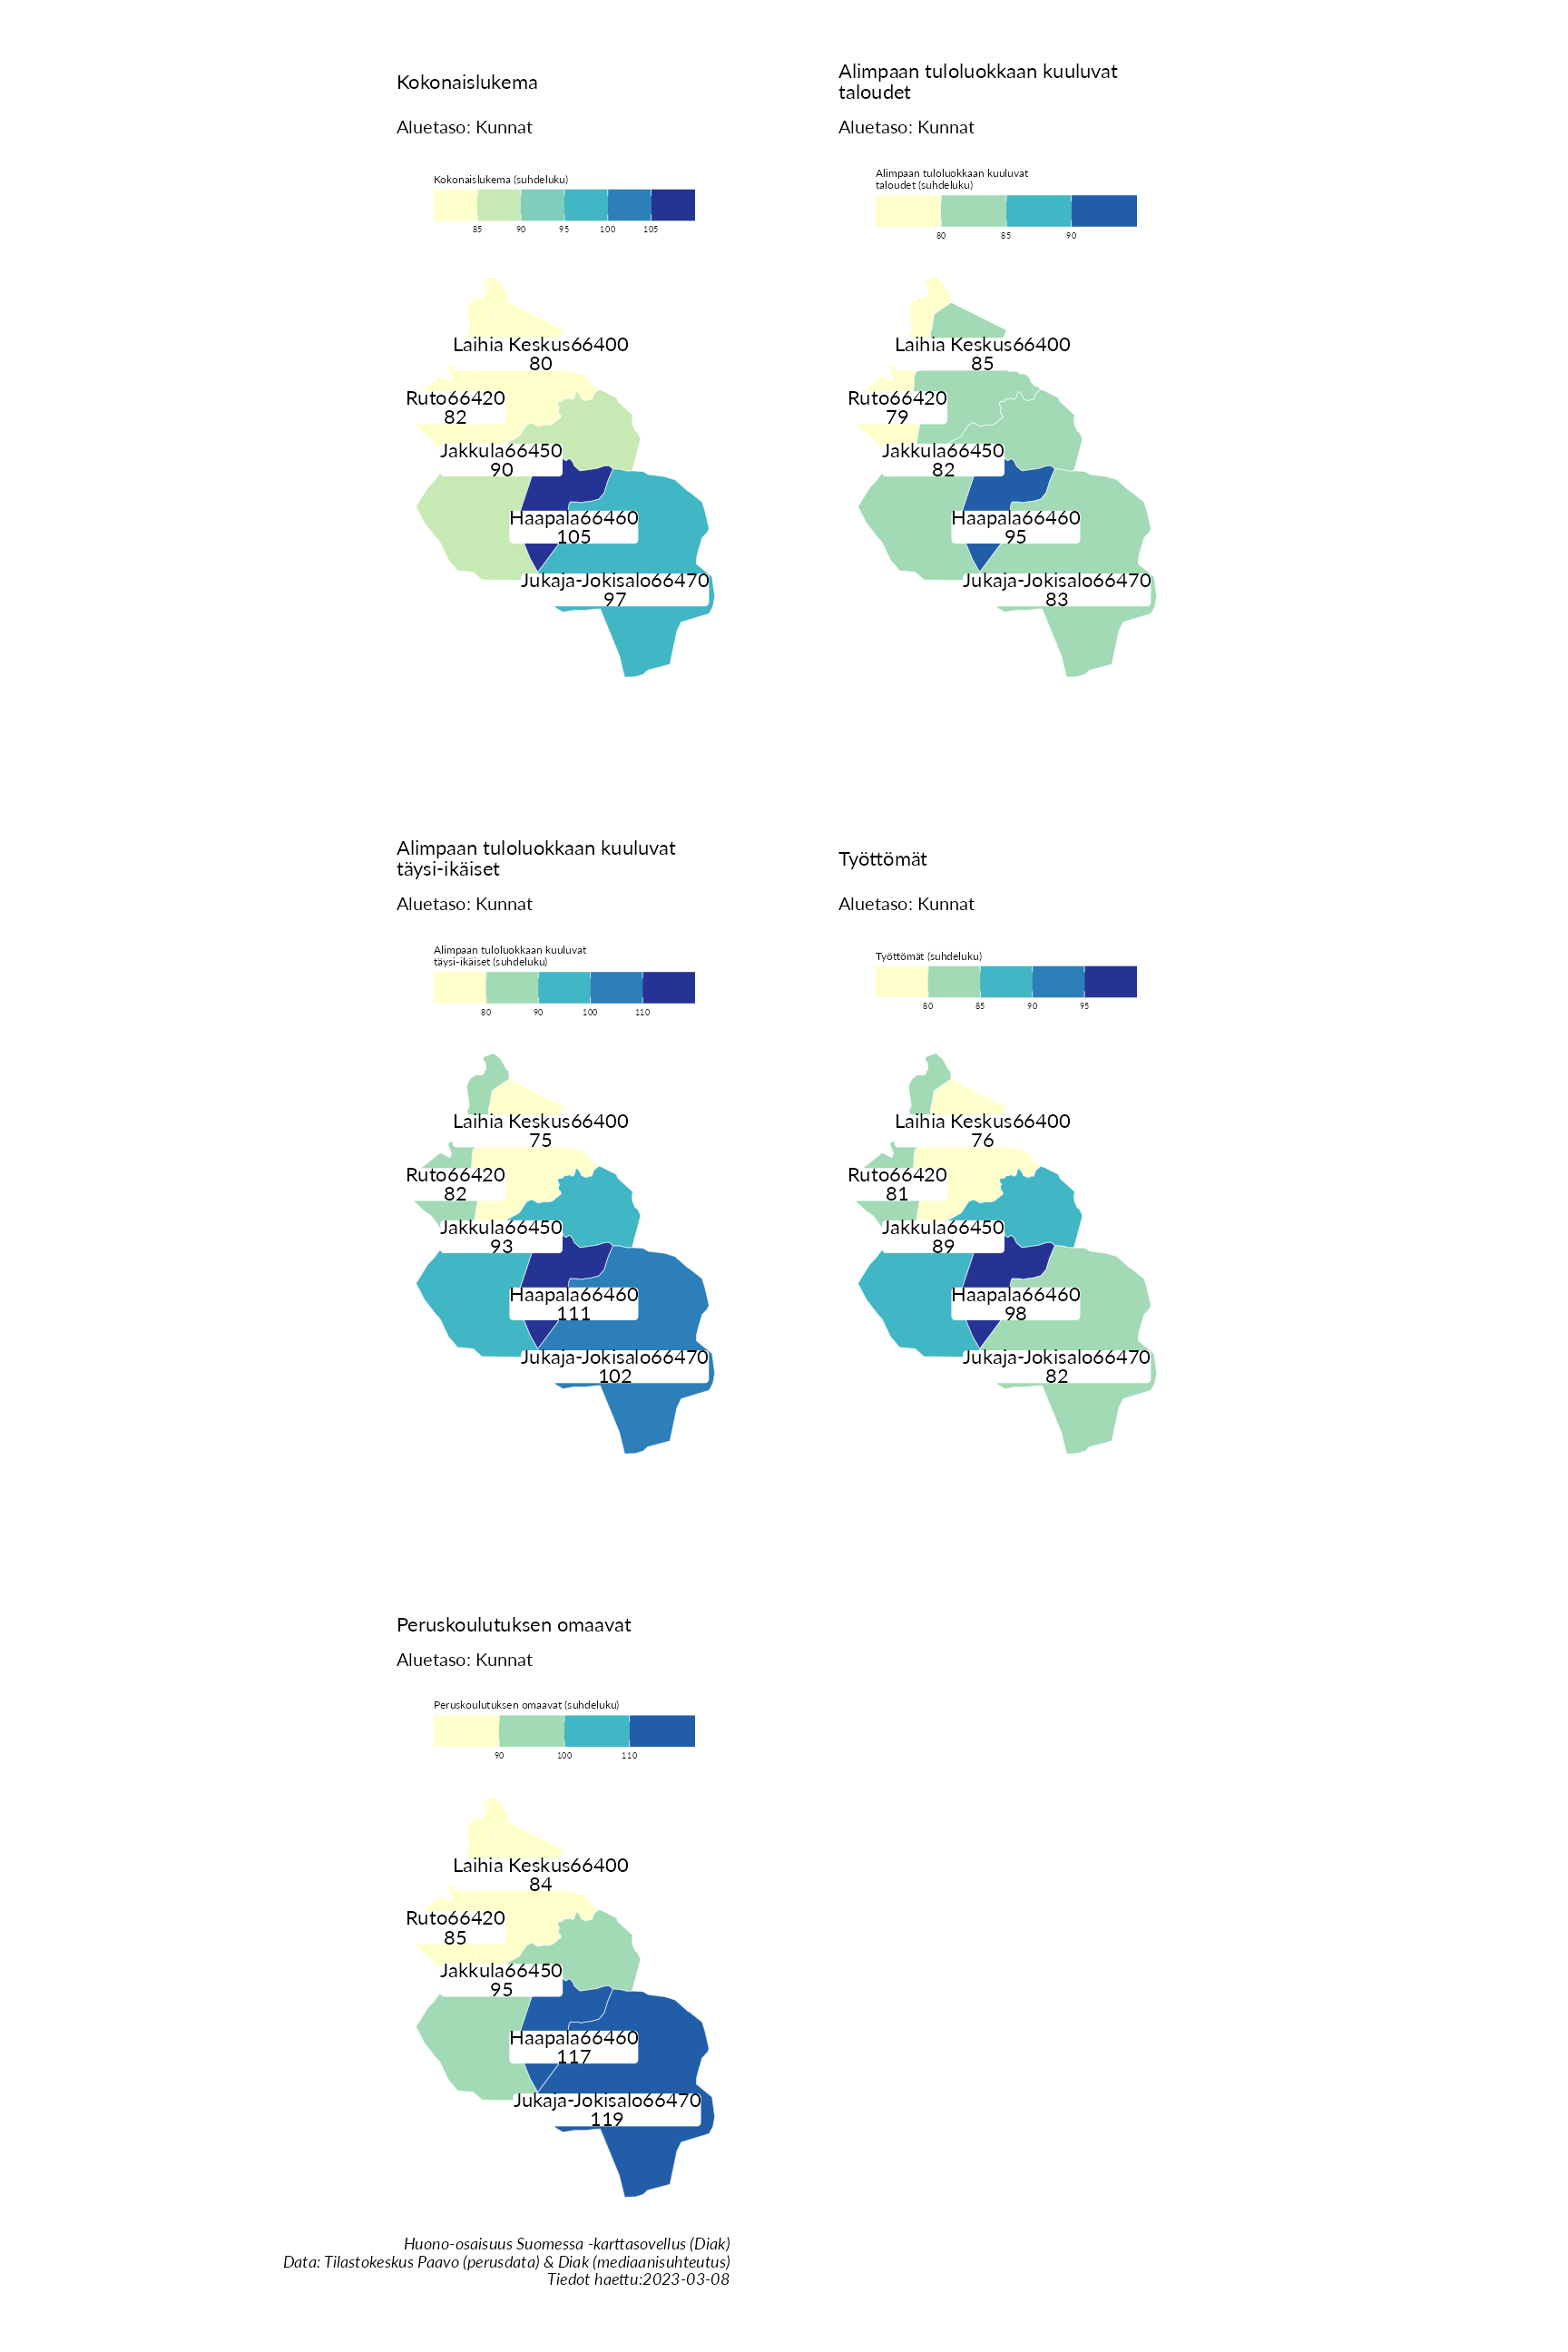 Kokonaislukema
Aluetaso: Kunnat
Kokonaislukema (suhdeluku)
85 90 95 100 105
Laihia Keskus66400
80
Ruto66420
82
Jakkula66450
90
Haapala66460
105
Jukaja-Jokisalo66470
97
Alimpaan tuloluokkaan kuuluvat
taloudet
Aluetaso: Kunnat
Alimpaan tuloluokkaan kuuluvat
taloudet (suhdeluku)
80 85 90
Laihia Keskus66400
85
Ruto66420
79
Jakkula66450
82
Haapala66460
95
Jukaja-Jokisalo66470
83
Alimpaan tuloluokkaan kuuluvat
täysi-ikäiset
Aluetaso: Kunnat
Alimpaan tuloluokkaan kuuluvat
täysi-ikäiset (suhdeluku)
80 90 100 110
Laihia Keskus66400
75
Ruto66420
82
Jakkula66450
93
Haapala66460
111
Jukaja-Jokisalo66470
102
Työttömät
Aluetaso: Kunnat
Työttömät (suhdeluku)
80 85 90 95
Laihia Keskus66400
76
Ruto66420
81
Jakkula66450
89
Haapala66460
98
Jukaja-Jokisalo66470
82
Peruskoulutuksen omaavat
Aluetaso: Kunnat
Peruskoulutuksen omaavat (suhdeluku)
90 100 110
Laihia Keskus66400
84
Ruto66420
85
Jakkula66450
95
Haapala66460
117
Jukaja-Jokisalo66470
119
Huono-osaisuus Suomessa -karttasovellus (Diak)
Data: Tilastokeskus Paavo (perusdata) & Diak (mediaanisuhteutus)
Tiedot haettu:2023-03-08